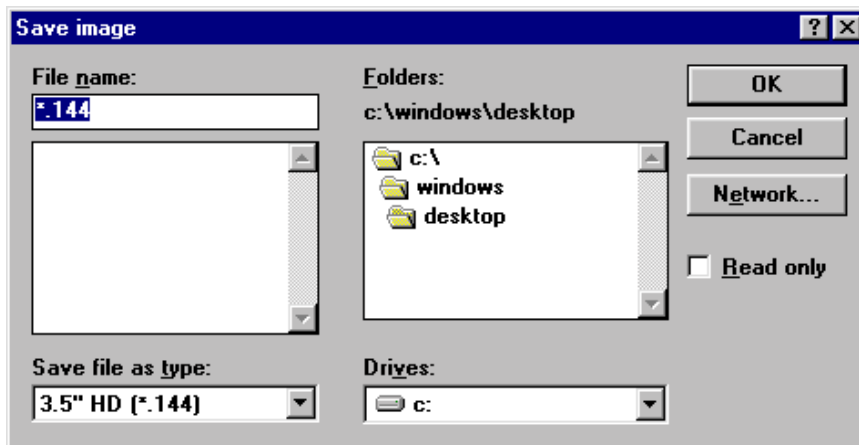 Save image
File name:
*.144
Folders:
c:\windows\desktop
c:\
windows
desktop
OK
Cancel
Network...
Read only
Save file as type:
3.5" HD (*.144)
Drives:
c: